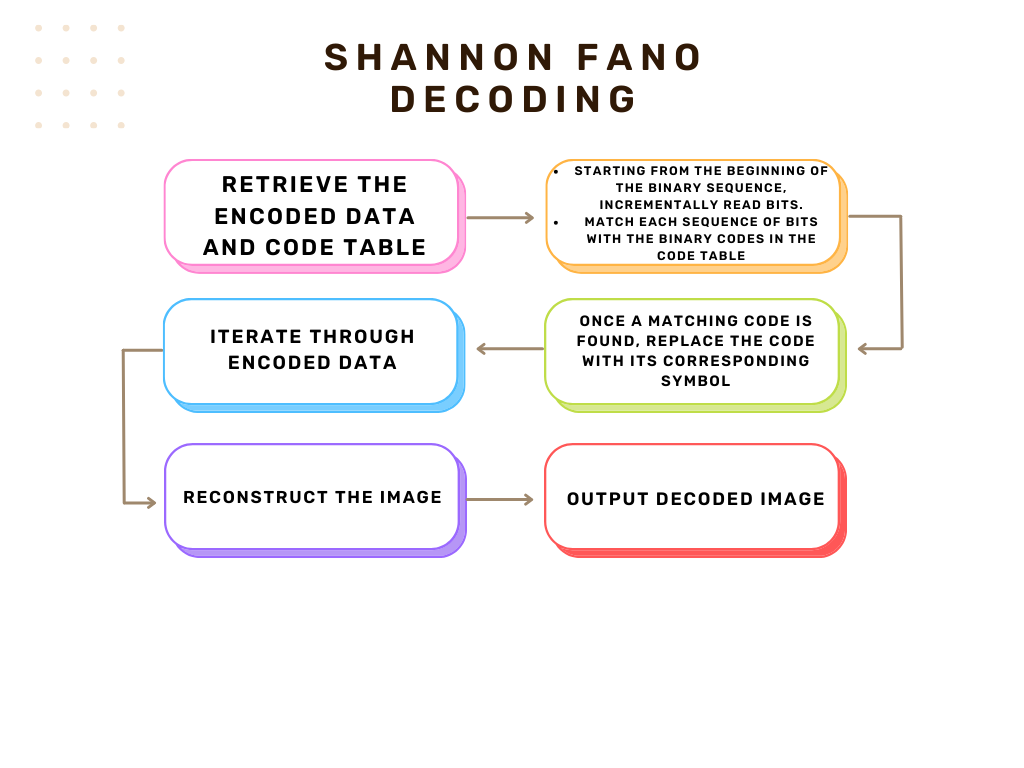 SHANNON FANO
DECODING
RETRIEVE THE
ENCODED DATA
AND CODE TABLE
• STARTING FROM THE BEGINNING OF
THE BINARY SEQUENCE,
INCREMENTALLY READ BITS.
• MATCH EACH SEQUENCE OF BITS
WITH THE BINARY CODES IN THE
CODE TABLE
ONCE A MATCHING CODE IS
FOUND, REPLACE THE CODE
WITH ITS CORRESPONDING
SYMBOL
ITERATE THROUGH
ENCODED DATA
RECONSTRUCT THE IMAGE
OUTPUT DECODED IMAGE